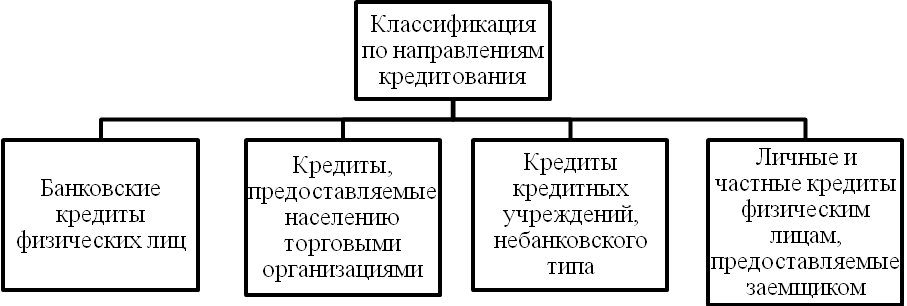 Классификация
по направлениям
кредитования
Банковские
кредиты
физических лиц
Кредиты,
предоставляемые
населению
торговыми
организациями
Кредиты
кредитных
учреждений,
небанковского
типа
Личные и
частные кредиты
физическим
лицам,
предоставляемые
заемщиком